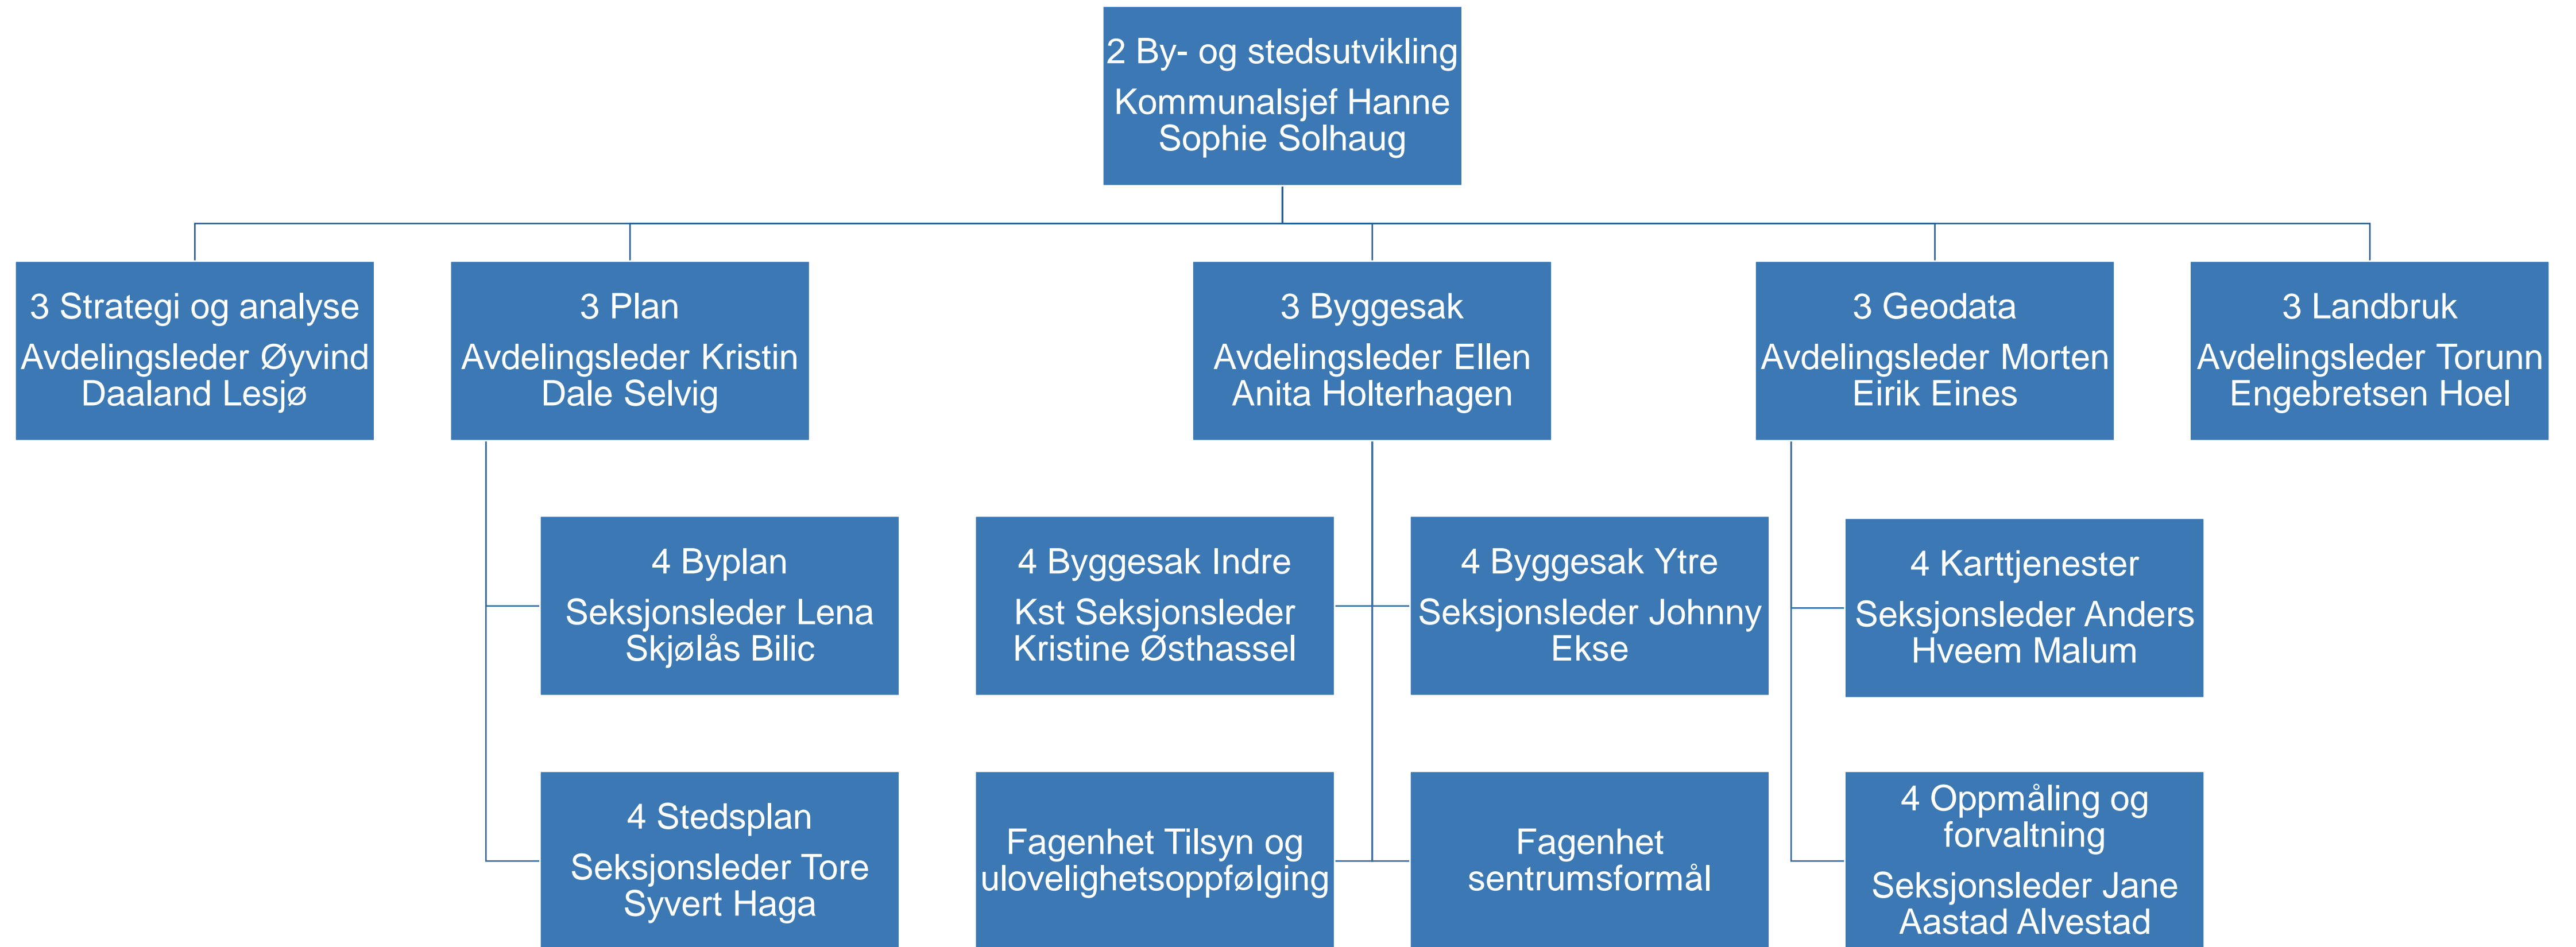 2 By- og stedsutvikling
Kommunalsjef Hanne
Sophie Solhaug
3 Strategi og analyse
Avdelingsleder Øyvind
Daaland Lesjø
3 Plan
Avdelingsleder Kristin
Dale Selvig
3 Byggesak
Avdelingsleder Ellen
Anita Holterhagen
3 Geodata
Avdelingsleder Morten
Eirik Eines
3 Landbruk
Avdelingsleder Torunn
Engebretsen Hoel
4 Byplan
Seksjonsleder Lena
Skjølås Bilic
4 Byggesak Indre
Kst Seksjonsleder
Kristine Østhassel
4 Byggesak Ytre
Seksjonsleder Johnny
Ekse
4 Karttjenester
Seksjonsleder Anders
Hveem Malum
4 Stedsplan
Seksjonsleder Tore
Syvert Haga
Fagenhet Tilsyn og
ulovelighetsoppfølging
Fagenhet
sentrumsformål
4 Oppmåling og
forvaltning
Seksjonsleder Jane
Aastad Alvestad